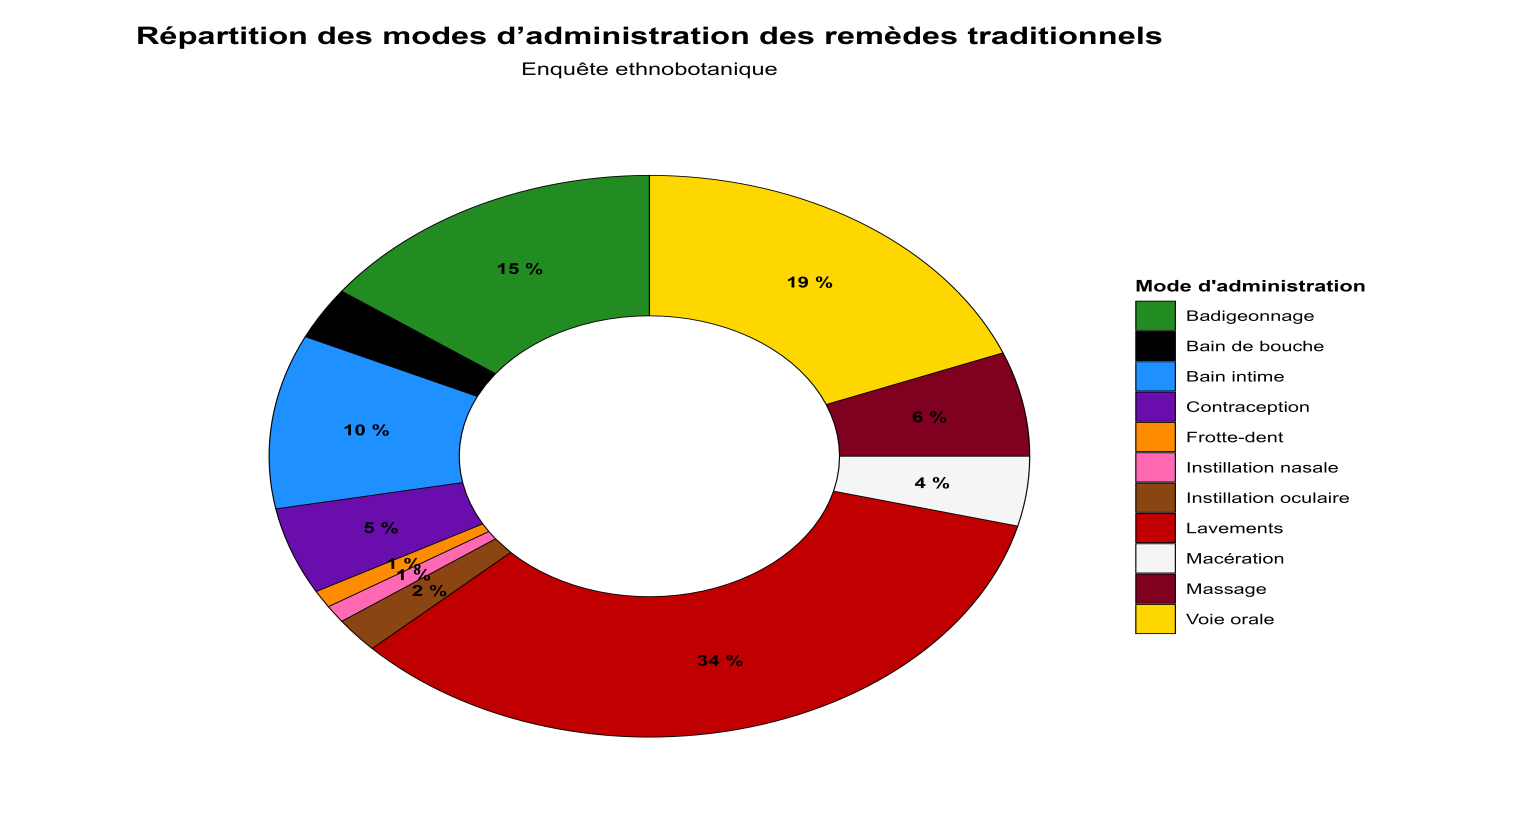 Répartition des modes d’administration des remèdes traditionnels
Enquête ethnobotanique
15 %
19 %
6 %
10 %
4 %
5 %
1 %
1 %
2 %
34 %
Mode d'administration
Badigeonnage
Bain de bouche
Bain intime
Contraception
Frotte-dent
Instillation nasale
Instillation oculaire
Lavements
Macération
Massage
Voie orale